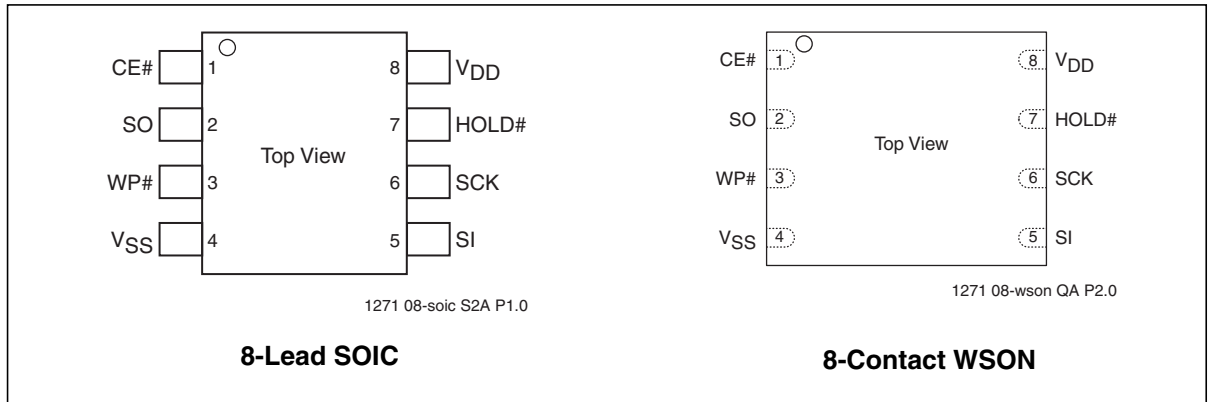 CE# 1 8 VDD
SO 2 7 HOLD#
Top View
WP# 3 6 SCK
VSS 4 5 SI
1271 08-soic S2A P1.0
8-Lead SOIC
CE# 1 8 VDD
SO 2 7 HOLD#
Top View
WP# 3 6 SCK
VSS 4 5 SI
1271 08-wson QA P2.0
8-Contact WSON